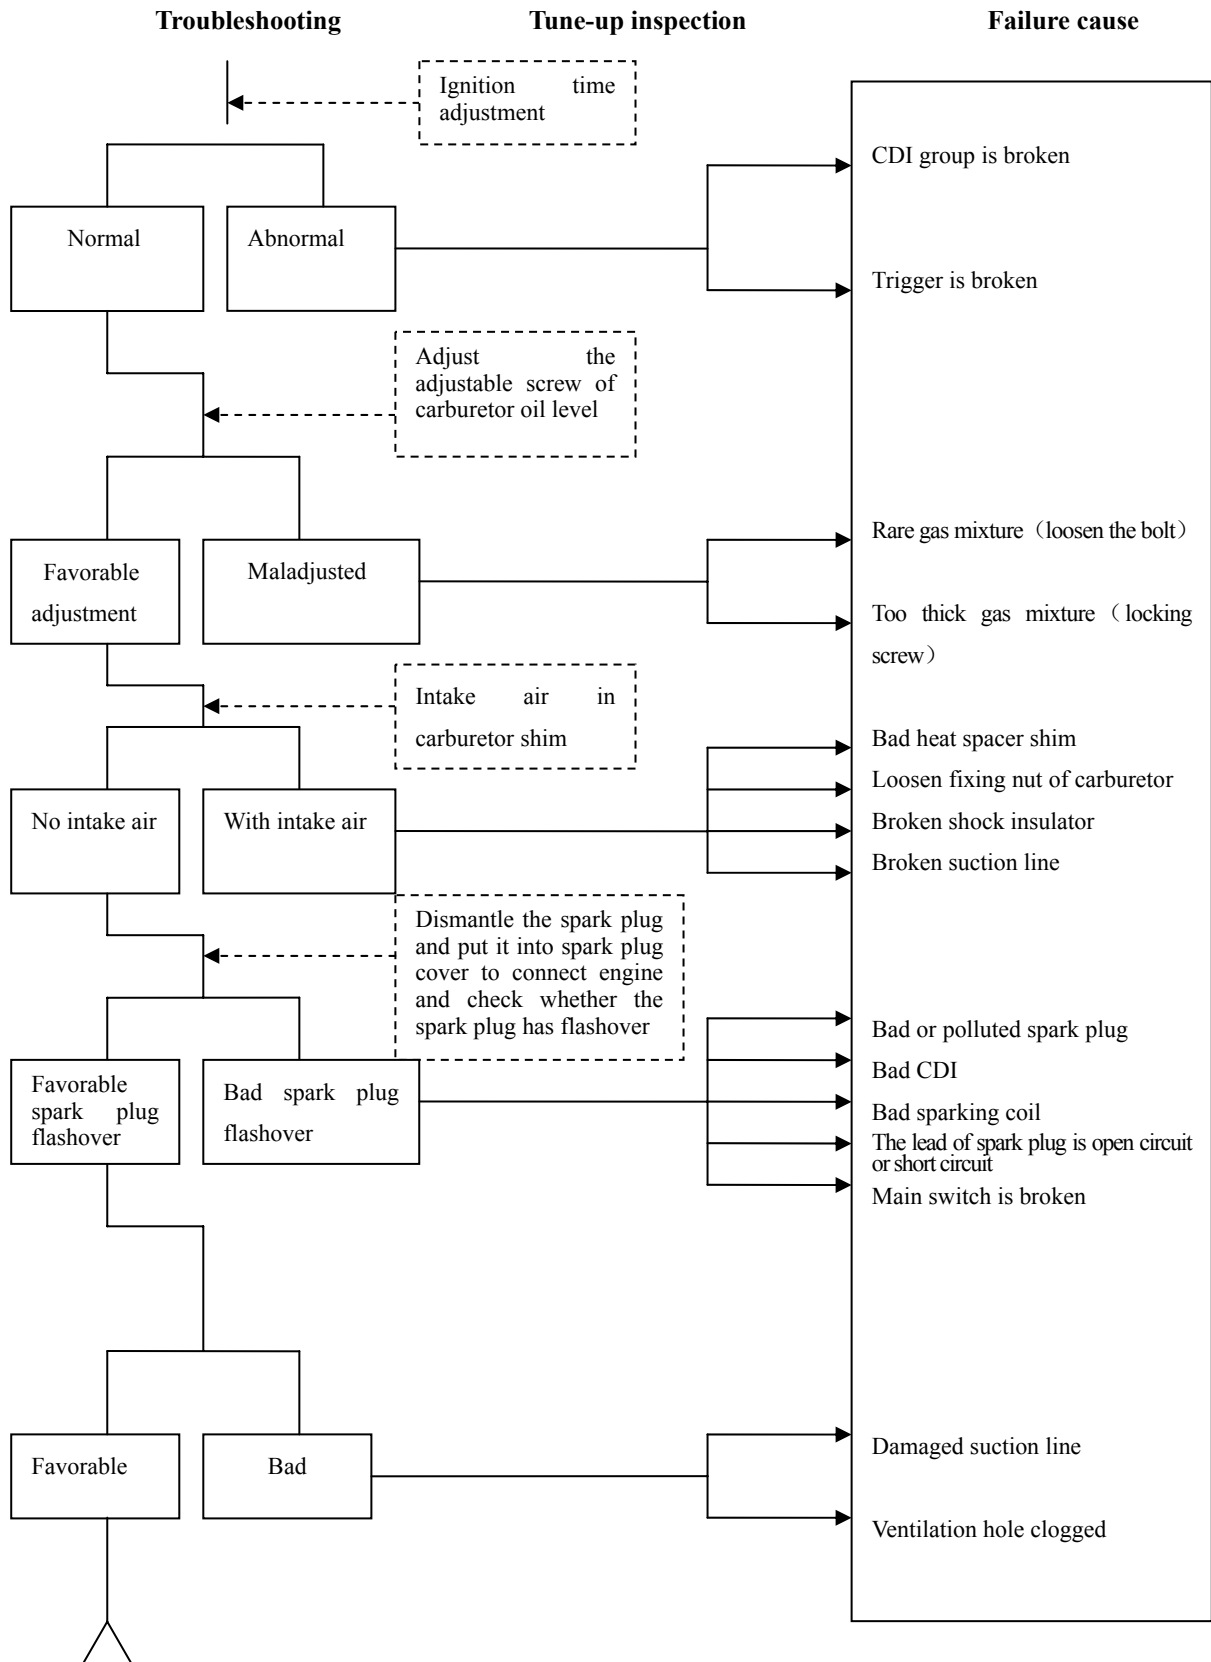 Troubleshooting Tune-up inspection Failure cause
Ignition time
adjustment
CDI group is broken
Normal
Abnormal
Trigger is broken
Adjust the
adjustable screw of
carburetor oil level
Rare gas mixture（loosen the bolt）
Favorable
adjustment
Maladjusted
Too thick gas mixture（locking
screw）
Intake air in
carburetor shim
Bad heat spacer shim
Loosen fixing nut of carburetor
No intake air
With intake air
Broken shock insulator
Broken suction line
Dismantle the spark plug
and put it into spark plug
cover to connect engine
and check whether the
spark plug has flashover
Bad or polluted spark plug
Bad CDI
Favorable
spark plug
flashover
Bad spark plug
flashover
Bad sparking coil
The lead of spark plug is open circuit
or short circuit
Main switch is broken
Damaged suction line
Favorable
Bad
Ventilation hole clogged